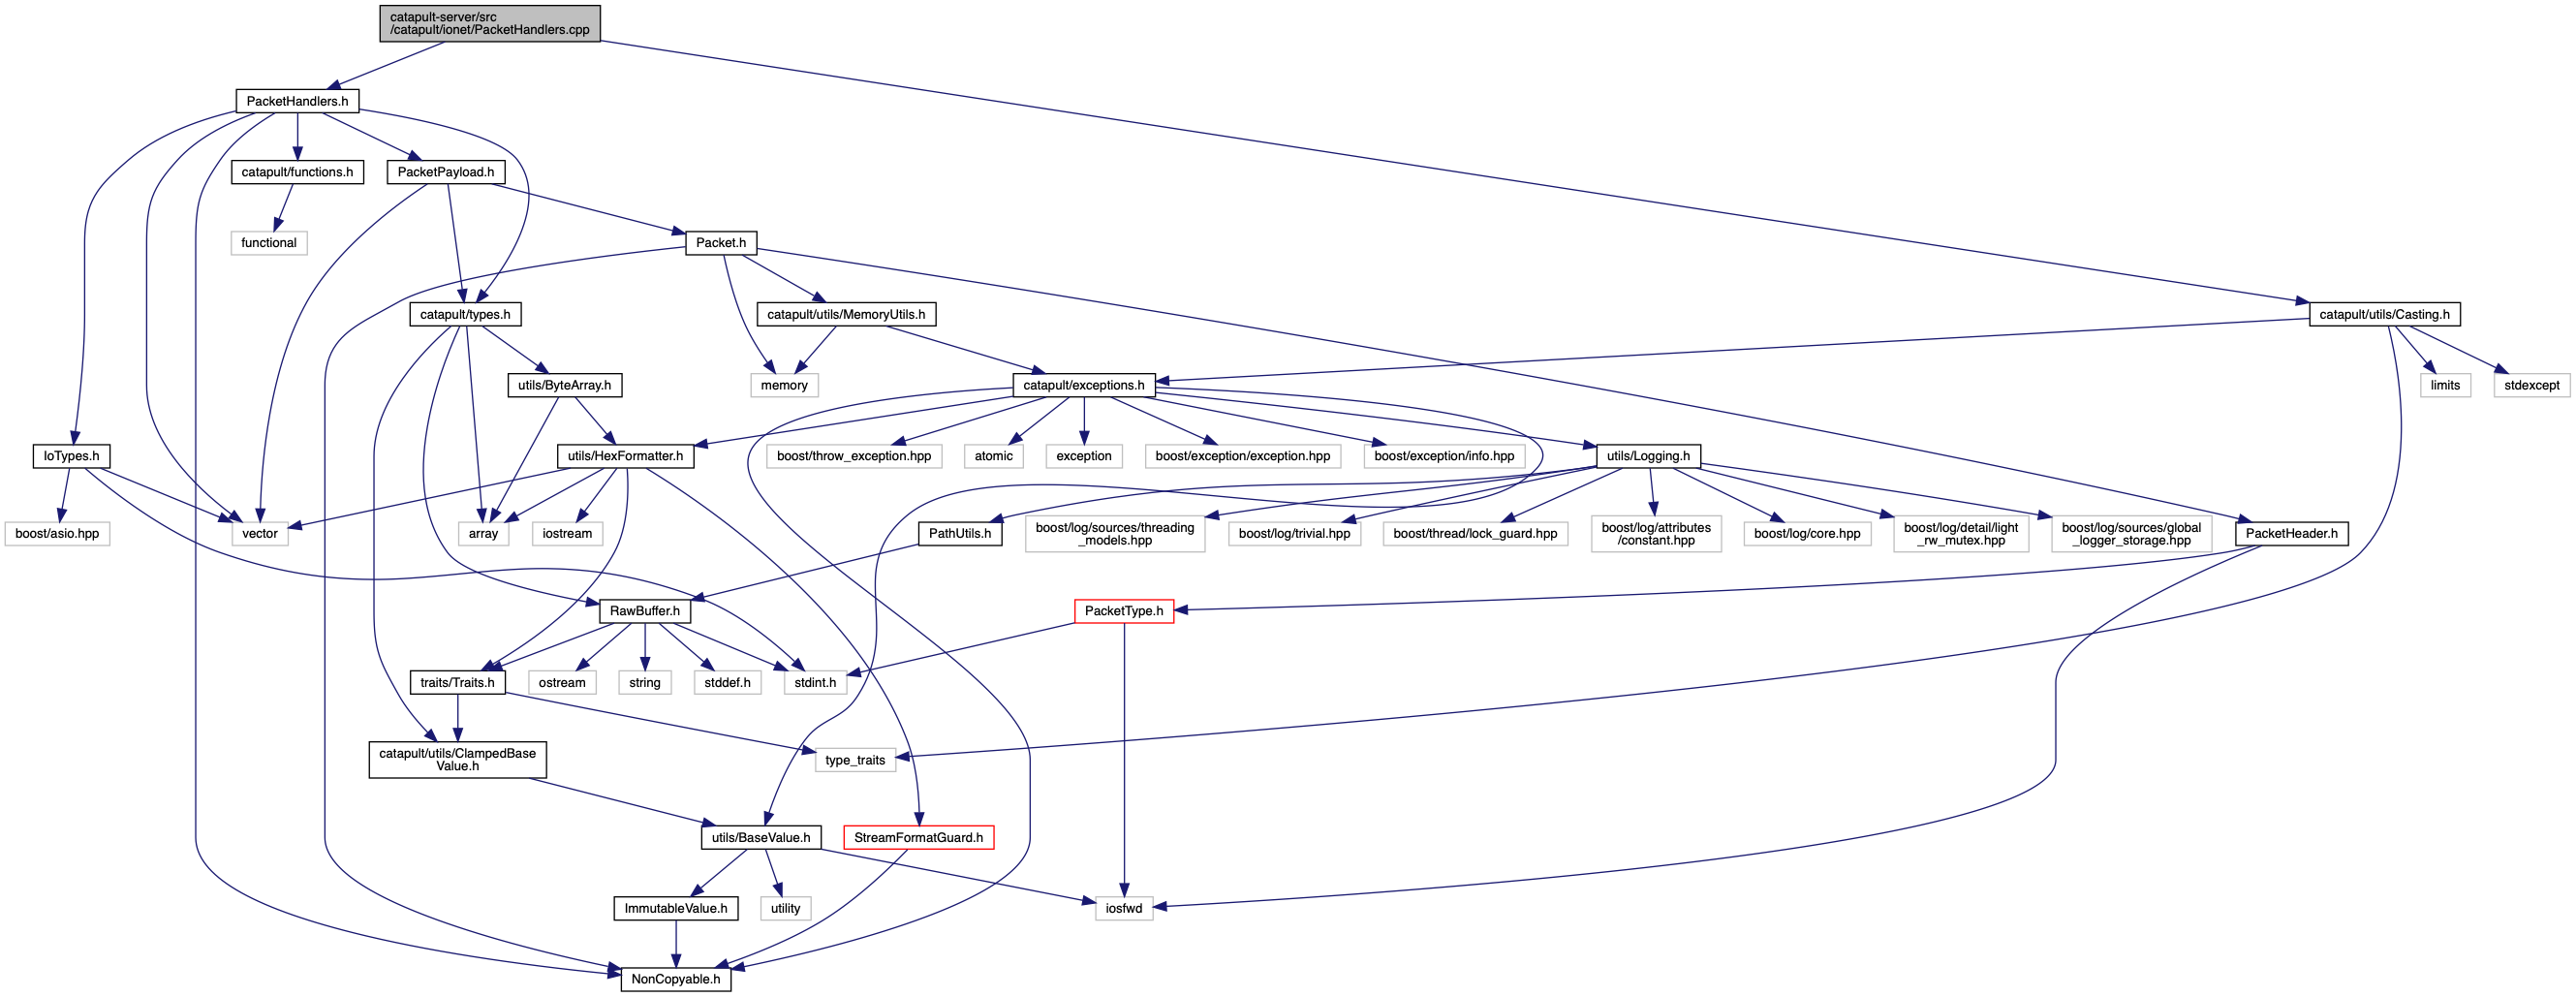 catapult-server/src
/catapult/ionet/PacketHandlers.cpp
PacketHandlers.h
catapult/functions.h
PacketPayload.h
functional
Packet.h
catapult/types.h
catapult/utils/MemoryUtils.h
catapult/utils/Casting.h
utils/ByteArray.h
memory
catapult/exceptions.h
limits
stdexcept
IoTypes.h
utils/HexFormatter.h
boost/throw_exception.hpp
atomic
exception
boost/exception/exception.hpp
boost/exception/info.hpp
utils/Logging.h
boost/asio.hpp
vector
array
iostream
PathUtils.h
boost/log/sources/threading
_models.hpp
boost/log/trivial.hpp
boost/thread/lock_guard.hpp
boost/log/attributes
/constant.hpp
boost/log/core.hpp
boost/log/detail/light
_rw_mutex.hpp
boost/log/sources/global
_logger_storage.hpp
PacketHeader.h
RawBuffer.h
PacketType.h
traits/Traits.h
ostream
string
stddef.h
stdint.h
catapult/utils/ClampedBase
Value.h
type_traits
utils/BaseValue.h
StreamFormatGuard.h
ImmutableValue.h
utility
iosfwd
NonCopyable.h